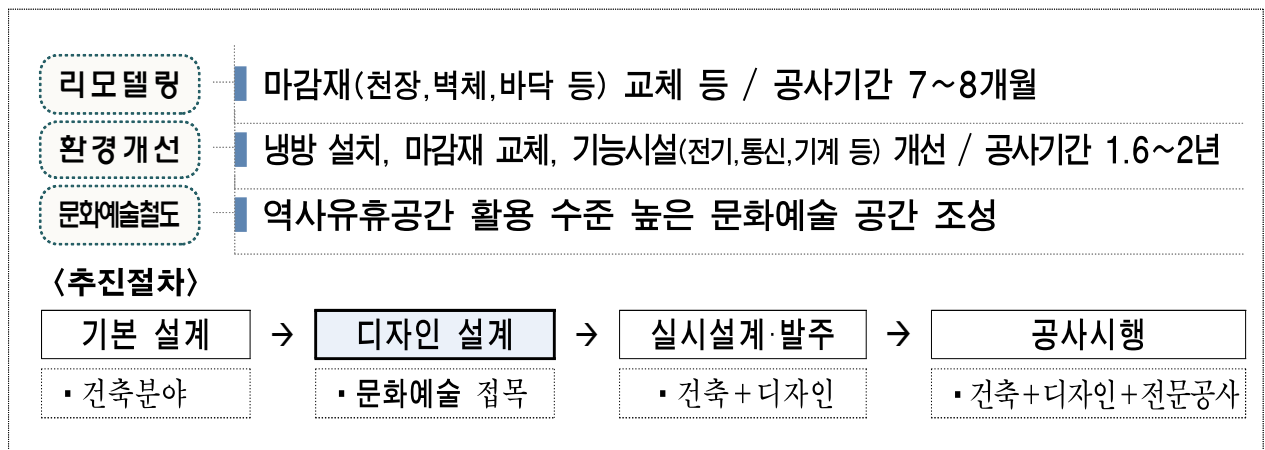 리모델링 마감재(천장,벽체,바닥 등) 교체 등 / 공사기간 7~8개월
환경개선 냉방 설치, 마감재 교체, 기능시설(전기,통신,기계 등) 개선 / 공사기간 1.6~2년
문화예술철도 역사유휴공간 활용 수준 높은 문화예술 공간 조성
〈추진절차〉
기본 설계 → 디자인 설계 → 실시설계·발주 → 공사시행
▪ 건축분야 ▪ 문화예술 접목 ▪ 건축+디자인 ▪ 건축+디자인+전문공사